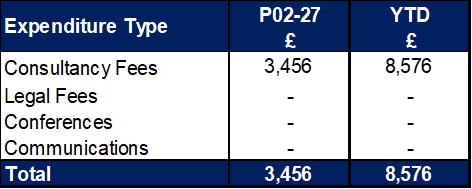 Expenditure Type P02-27 YTD
£ £
Consultancy Fees 3,456 8,576
Legal Fees - -
Conferences - -
Communications - -
Total 3,456 8,576